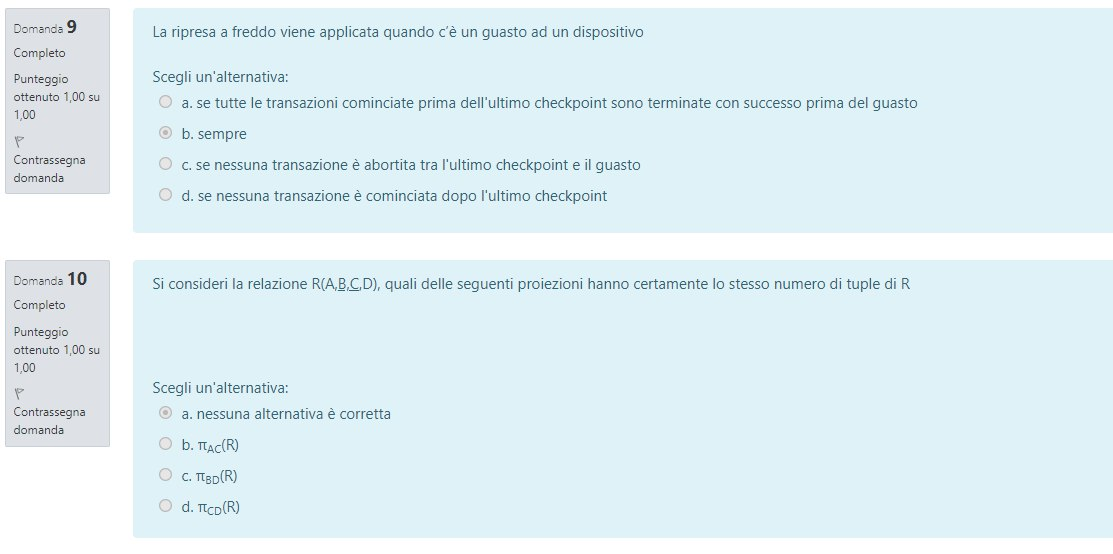 Domanda 9
Completo
Punteggio
ottenuto 1,00 su
1,00
Contrassegna
domanda
La ripresa a freddo viene applicata quando c'è un guasto ad un dispositivo
Scegli un'alternativa:
a. se tutte le transazioni cominciate prima dell'ultimo checkpoint sono terminate con successo prima del guasto
b. sempre
c. se nessuna transazione è abortita tra l'ultimo checkpoint e il guasto
d. se nessuna transazione è cominciata dopo l'ultimo checkpoint
Domanda 10
Completo
Punteggio
ottenuto 1,00 su
1,00
Contrassegna
domanda
Si consideri la relazione R(A,B,C,D), quali delle seguenti proiezioni hanno certamente lo stesso numero di tuple di R
Scegli un'alternativa:
a. nessuna alternativa è corretta
b. πAC(R)
c. πBD(R)
d. πCD(R)